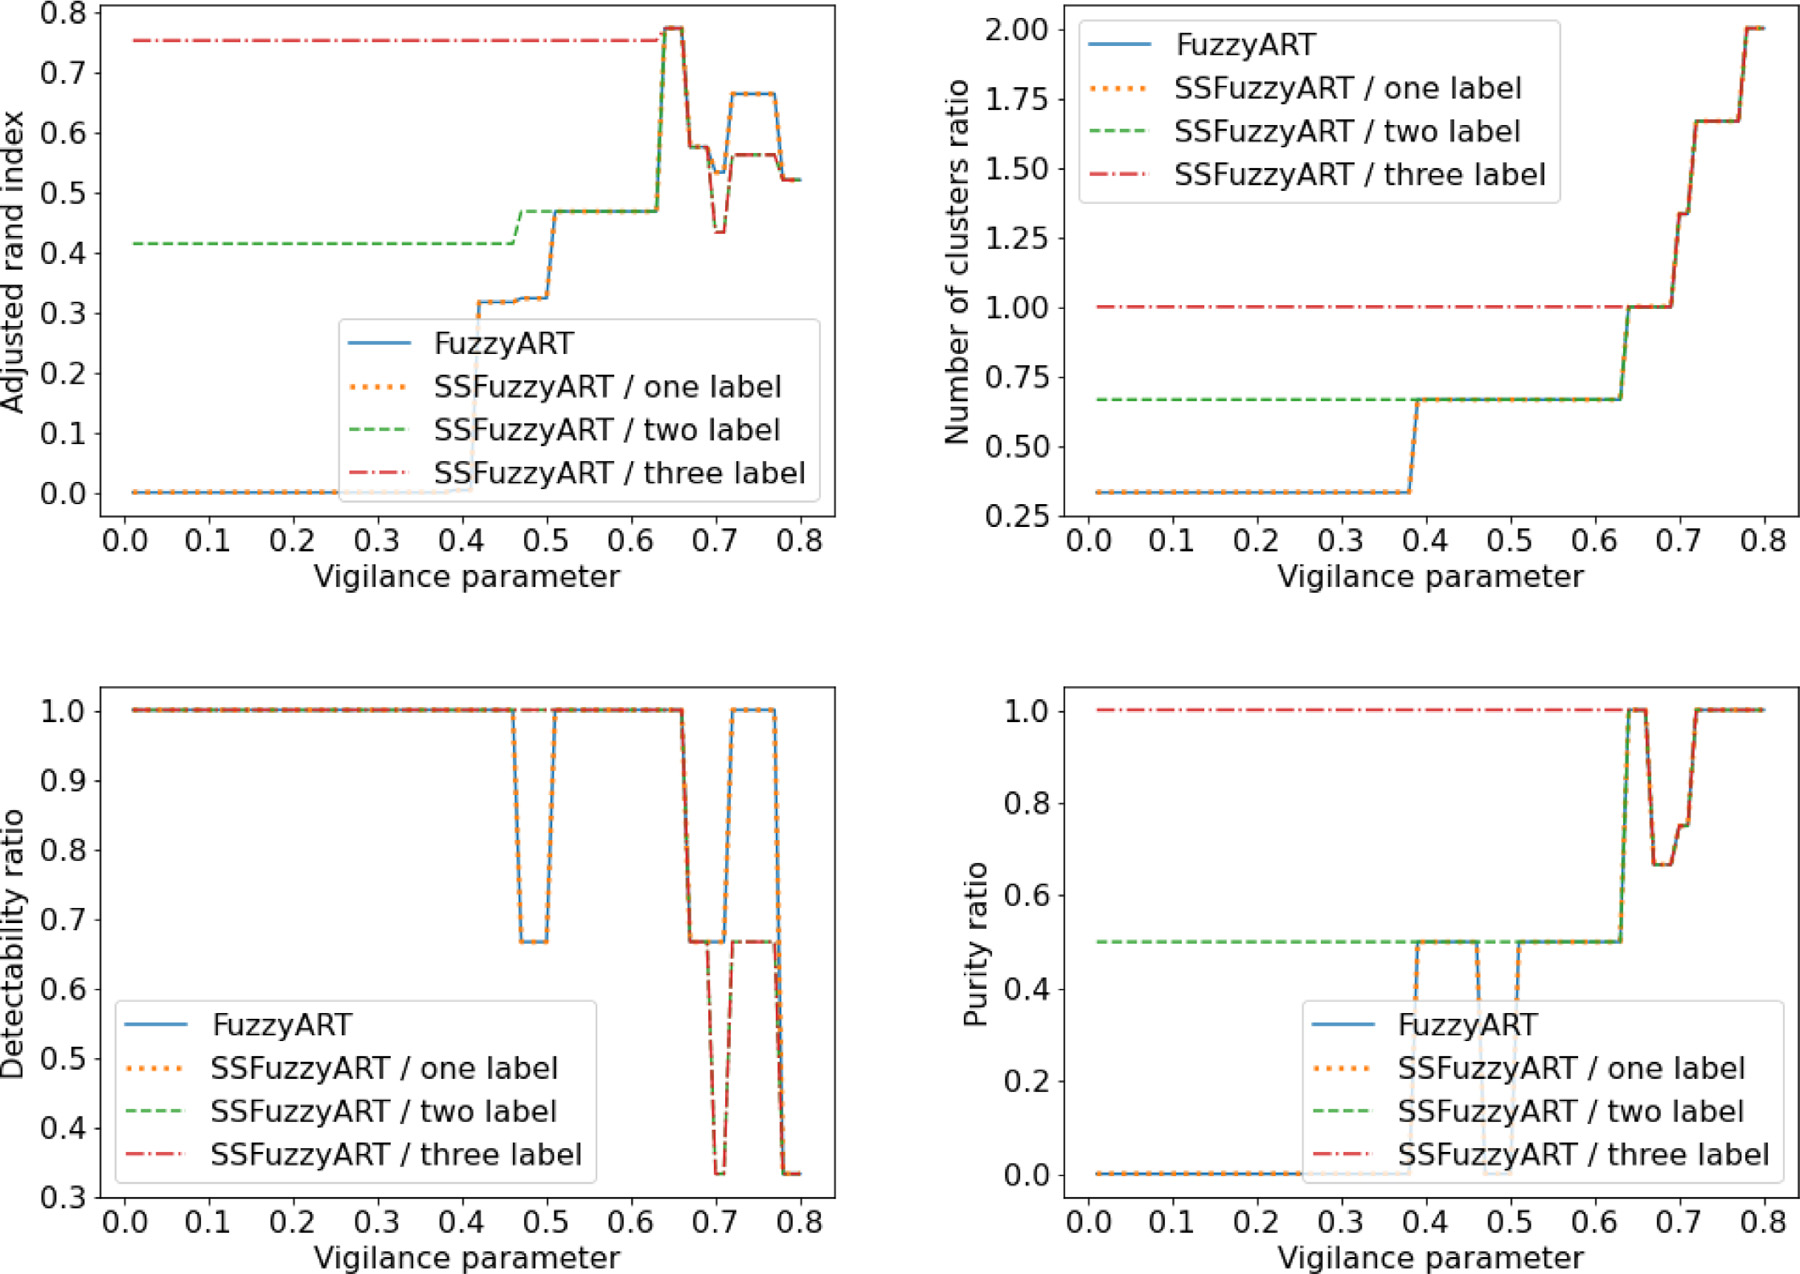 Adjusted rand index
0.8
0.7
0.6
0.5
0.4
0.3
0.2
0.1
0.0
FuzzyART
SSFuzzyART / one label
SSFuzzyART / two label
SSFuzzyART / three label
0.0 0.1 0.2 0.3 0.4 0.5 0.6 0.7 0.8
Vigilance parameter
Number of clusters ratio
2.00
1.75
1.50
1.25
1.00
0.75
0.50
0.25
FuzzyART
SSFuzzyART / one label
SSFuzzyART / two label
SSFuzzyART / three label
0.0 0.1 0.2 0.3 0.4 0.5 0.6 0.7 0.8
Vigilance parameter
Detectability ratio
1.0
0.9
0.8
0.7
0.6
0.5
0.4
0.3
FuzzyART
SSFuzzyART / one label
SSFuzzyART / two label
SSFuzzyART / three label
0.0 0.1 0.2 0.3 0.4 0.5 0.6 0.7 0.8
Vigilance parameter
Purity ratio
1.0
0.8
0.6
0.4
0.2
0.0
FuzzyART
SSFuzzyART / one label
SSFuzzyART / two label
SSFuzzyART / three label
0.0 0.1 0.2 0.3 0.4 0.5 0.6 0.7 0.8
Vigilance parameter